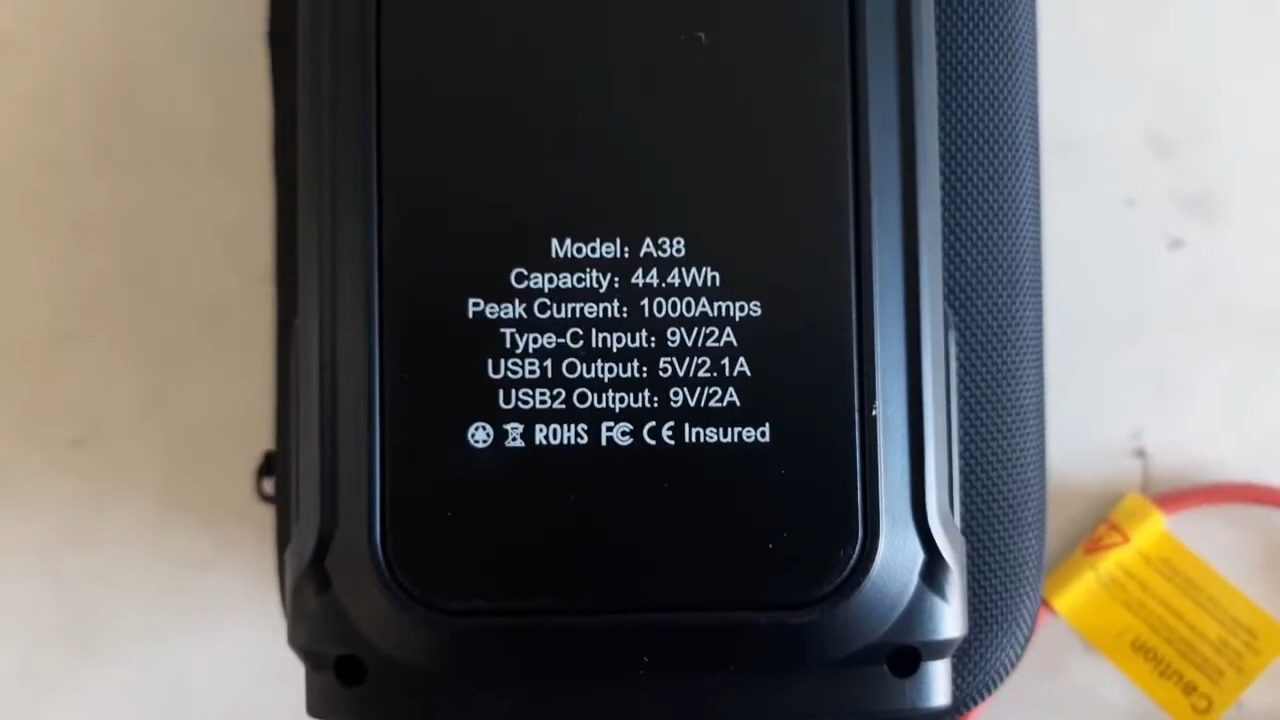 Model: A38
Capacity: 44.4Wh
Peak Current: 1000Amps
Type-C Input: 9V/2A
USB1 Output: 5V/2.1A
USB2 Output: 9V/2A
ROHS FC CE Insured
Caution